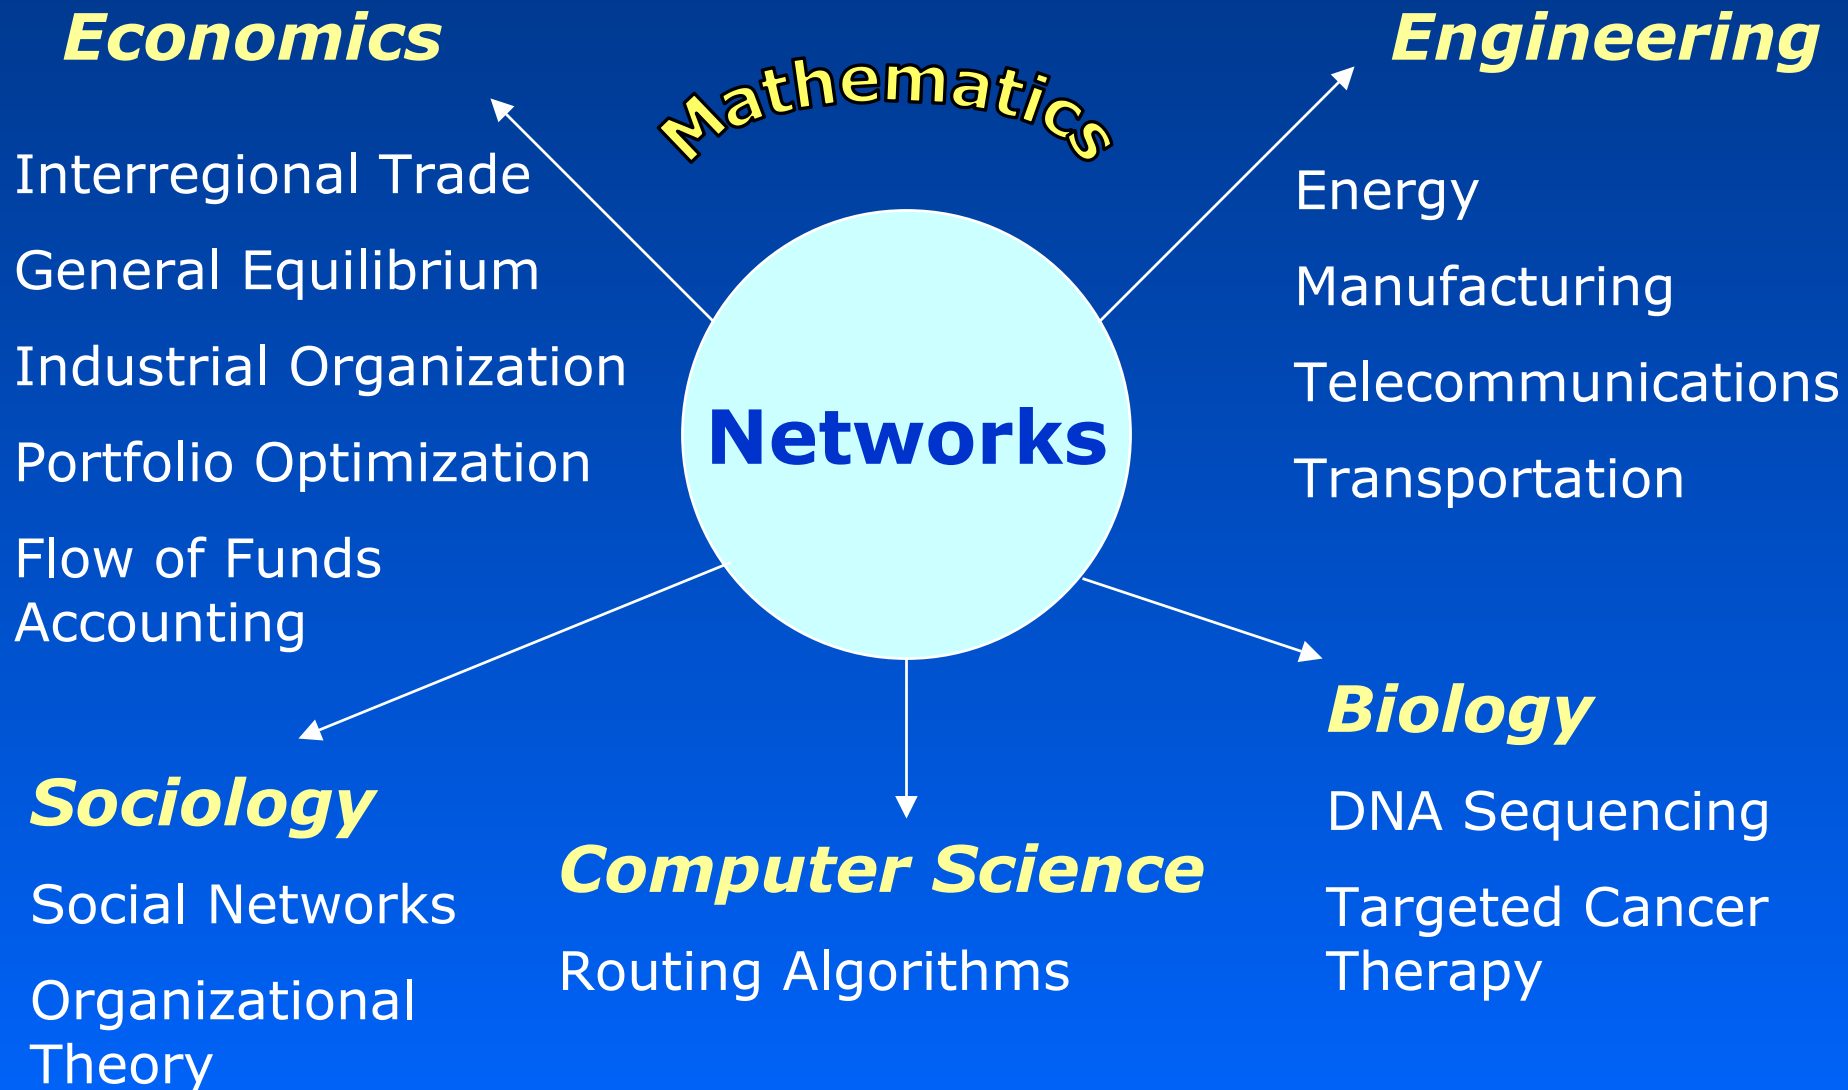 Economics
Interregional Trade
General Equilibrium
Industrial Organization
Portfolio Optimization
Flow of Funds
Accounting
Mathematics
Networks
Engineering
Energy
Manufacturing
Telecommunications
Transportation
Sociology
Social Networks
Organizational
Theory
Computer Science
Routing Algorithms
Biology
DNA Sequencing
Targeted Cancer
Therapy